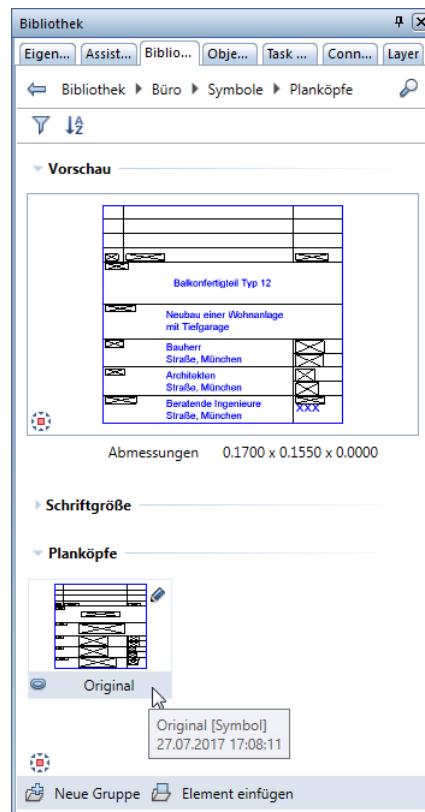 Bibliothek
Eigen... Assist... Biblio... Obje... Task ... Conn... Layer
Bibliothek Büro Symbole Planköpfe
Vorschau
Balkonfertigteil Typ 12
Neubau einer Wohnanlage
mit Tiefgarage
Bauherr
Straße, München
Architekten
Straße, München
Beratende Ingenieure
Straße, München
XXX
Abmessungen 0.1700 x 0.1550 x 0.0000
Schriftgröße
Planköpfe
Original
Original [Symbol]
27.07.2017 17:08:11
Neue Gruppe Element einfügen